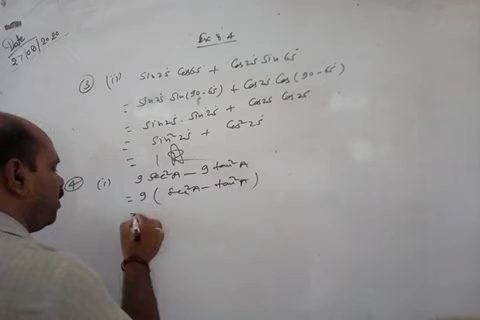 Date
27/08/2020
Ex 8.4
③ (ii) Sin25° Cos65° + Cos25° Sin65°
= Sin25° Sin(90-65°) + Cos25° Cos(90-65°)
= Sin25° . Sin25° + Cos25° Cos25°
= Sin²25° + Cos²25°
= 1
④ (i) 9 Sec²A - 9 tan²A
= 9 ( Sec²A - tan²A )
=